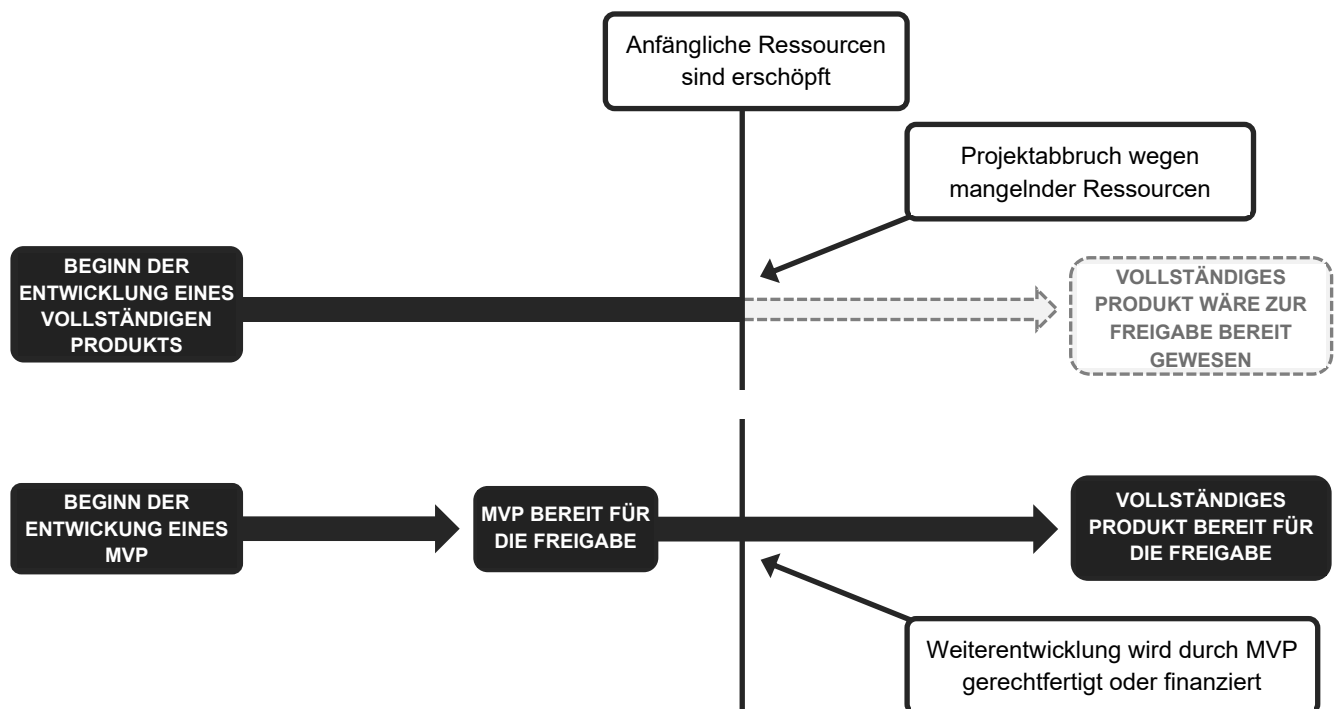 Anfängliche Ressourcen
sind erschöpft
Projektabbruch wegen
mangelnder Ressourcen
BEGINN DER
ENTWICKLUNG EINES
VOLLSTÄNDIGEN
PRODUKTS
VOLLSTÄNDIGES
PRODUKT WÄRE ZUR
FREIGABE BEREIT
GEWESEN
BEGINN DER
ENTWICKUNG EINES
MVP
MVP BEREIT FÜR
DIE FREIGABE
VOLLSTÄNDIGES
PRODUKT BEREIT FÜR
DIE FREIGABE
Weiterentwicklung wird durch MVP
gerechtfertigt oder finanziert